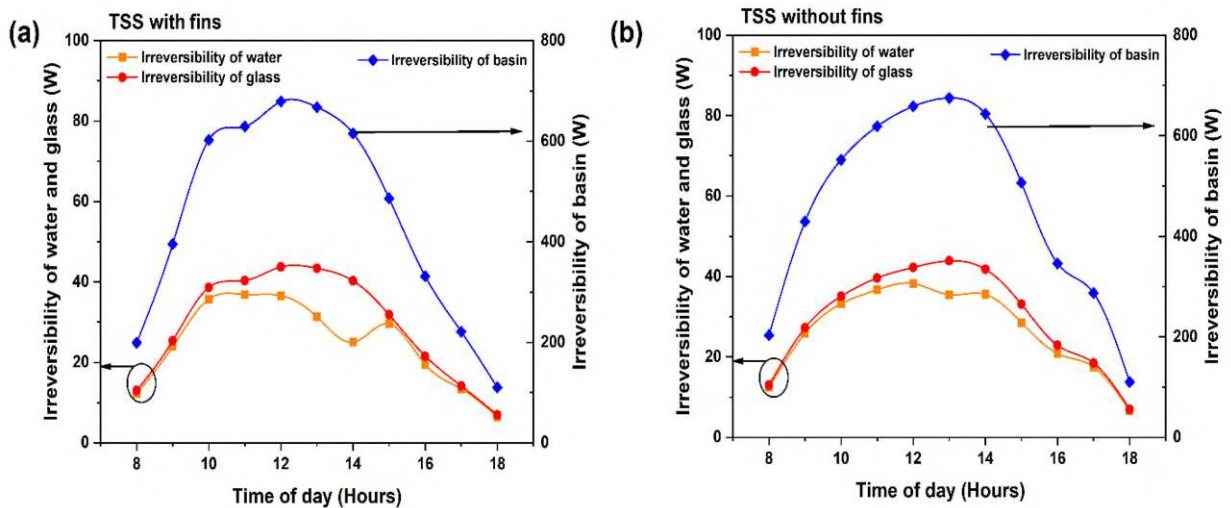 (a)
TSS with fins
Irreversibility of water
Irreversibility of glass
Irreversibility of basin
Irreversibility of water and glass (W)
100
80
60
40
20
0
800
600
400
200
0
Irreversibility of basin (W)
8 10 12 14 16 18
Time of day (Hours)
(b)
TSS without fins
Irreversibility of water
Irreversibility of glass
Irreversibility of basin
Irreversibility of water and glass (W)
100
80
60
40
20
0
800
600
400
200
0
Irreversibility of basin (W)
8 10 12 14 16 18
Time of day (Hours)